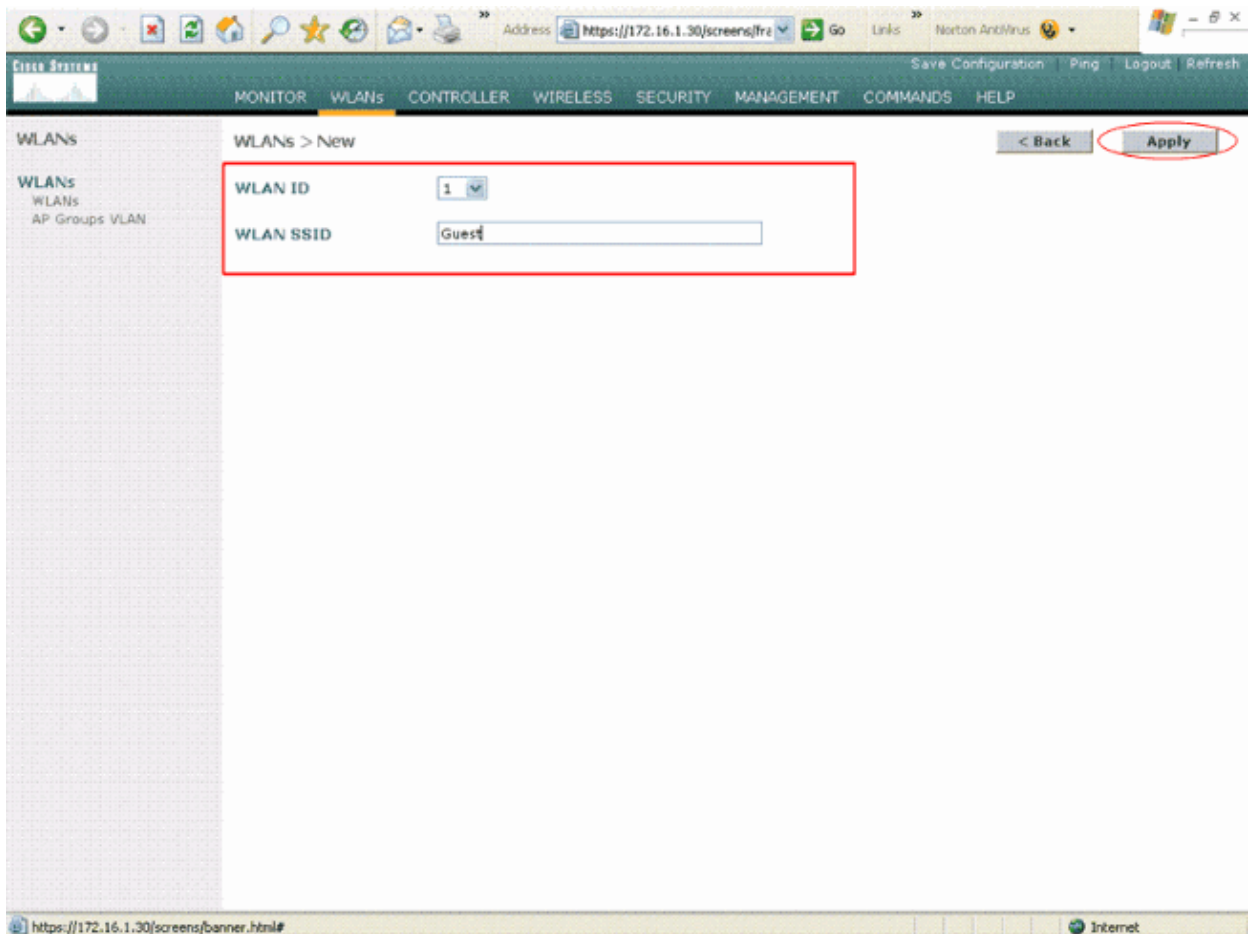 Address https://172.16.1.30/screens/fra Go Links Norton AntiVirus
CISCO SYSTEMS
Save Configuration Ping Logout Refresh
MONITOR WLANs CONTROLLER WIRELESS SECURITY MANAGEMENT COMMANDS HELP
WLANs
WLANs > New
< Back
Apply
WLANs
WLANs
AP Groups VLAN
WLAN ID 1
WLAN SSID Guest
https://172.16.1.30/screens/banner.html#
Internet